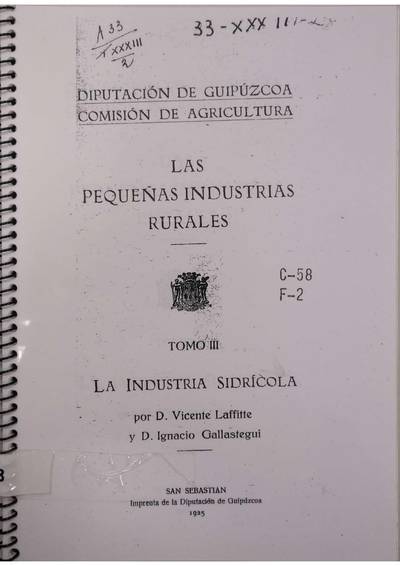 A 33
XXXIII
2
33-XXXIII-
DIPUTACIÓN DE GUIPÚZCOA
COMISIÓN DE AGRICULTURA
LAS
PEQUEÑAS INDUSTRIAS
RURALES
C-58
F-2
TOMO III
LA INDUSTRIA SIDRÍCOLA
por D. Vicente Laffitte
y D. Ignacio Gallastegui
SAN SEBASTIAN
Imprenta de la Diputación de Guipúzcoa
1925